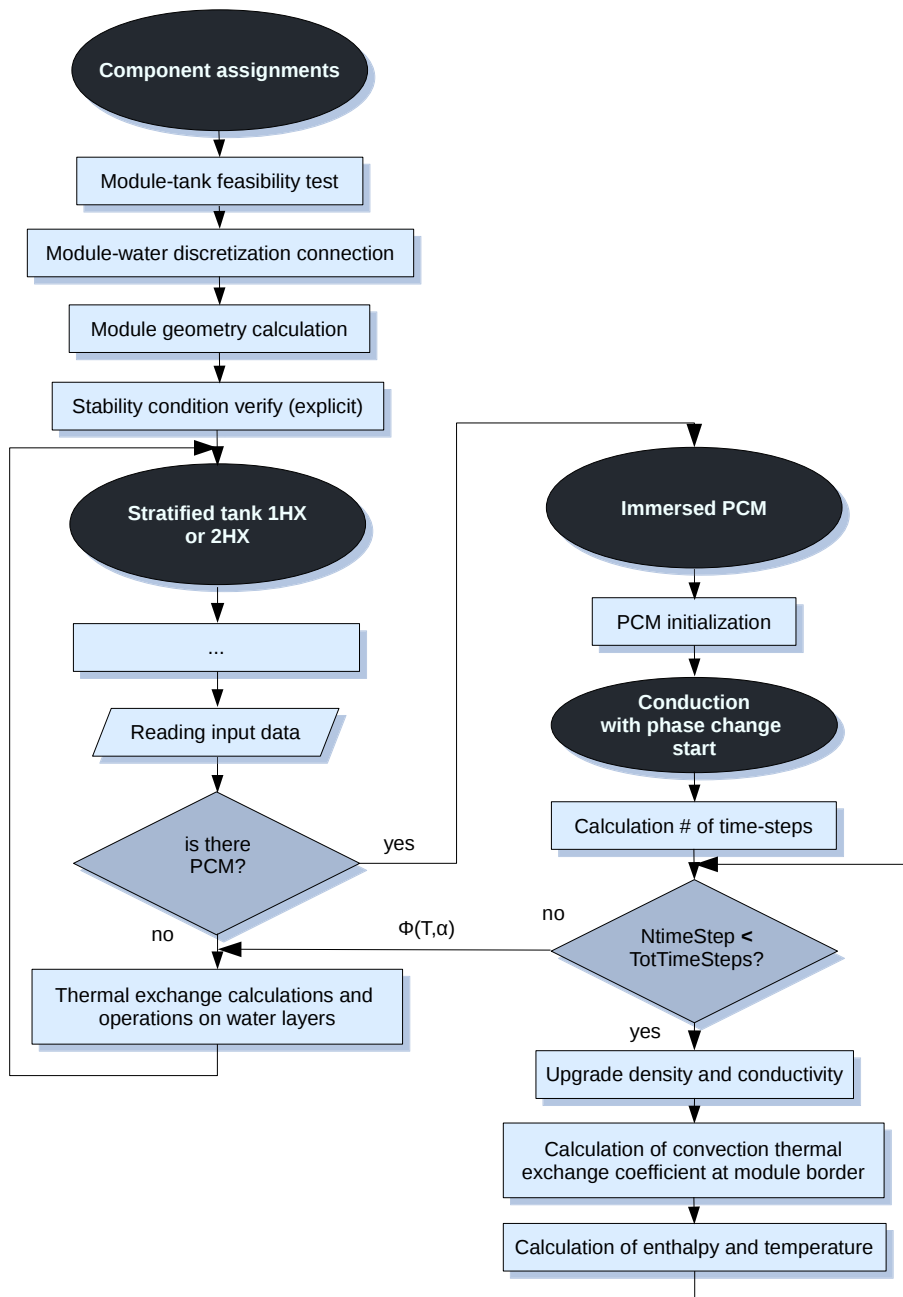 Component assignments
Module-tank feasibility test
Module-water discretization connection
Module geometry calculation
Stability condition verify (explicit)
Stratified tank 1HX
or 2HX
...
Reading input data
is there
PCM?
yes
no
Thermal exchange calculations and
operations on water layers
Immersed PCM
PCM initialization
Conduction
with phase change
start
Calculation # of time-steps
NtimeStep <
TotTimeSteps?
no
Φ(T,α)
yes
Upgrade density and conductivity
Calculation of convection thermal
exchange coefficient at module border
Calculation of enthalpy and temperature